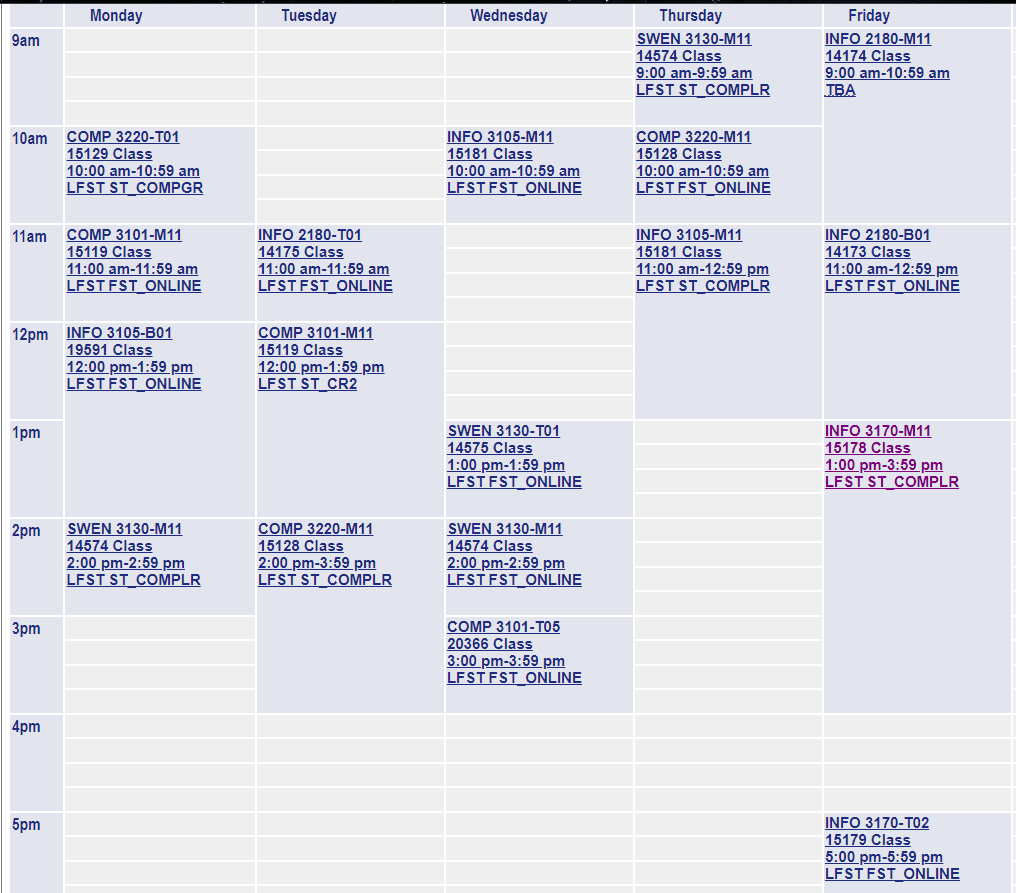 Monday Tuesday Wednesday Thursday Friday
9am
SWEN 3130-M11
14574 Class
9:00 am-9:59 am
LFST ST_COMPLR
INFO 2180-M11
14174 Class
9:00 am-10:59 am
TBA
10am
COMP 3220-T01
15129 Class
10:00 am-10:59 am
LFST ST_COMPGR
INFO 3105-M11
15181 Class
10:00 am-10:59 am
LFST FST_ONLINE
COMP 3220-M11
15128 Class
10:00 am-10:59 am
LFST FST_ONLINE
11am
COMP 3101-M11
15119 Class
11:00 am-11:59 am
LFST FST_ONLINE
INFO 2180-T01
14175 Class
11:00 am-11:59 am
LFST FST_ONLINE
INFO 3105-M11
15181 Class
11:00 am-12:59 pm
LFST ST_COMPLR
INFO 2180-B01
14173 Class
11:00 am-12:59 pm
LFST FST_ONLINE
12pm
INFO 3105-B01
19591 Class
12:00 pm-1:59 pm
LFST FST_ONLINE
COMP 3101-M11
15119 Class
12:00 pm-1:59 pm
LFST ST_CR2
1pm
SWEN 3130-T01
14575 Class
1:00 pm-1:59 pm
LFST FST_ONLINE
INFO 3170-M11
15178 Class
1:00 pm-3:59 pm
LFST ST_COMPLR
2pm
SWEN 3130-M11
14574 Class
2:00 pm-2:59 pm
LFST ST_COMPLR
COMP 3220-M11
15128 Class
2:00 pm-3:59 pm
LFST ST_COMPLR
SWEN 3130-M11
14574 Class
2:00 pm-2:59 pm
LFST FST_ONLINE
3pm
COMP 3101-T05
20366 Class
3:00 pm-3:59 pm
LFST FST_ONLINE
4pm
5pm
INFO 3170-T02
15179 Class
5:00 pm-5:59 pm
LFST FST_ONLINE